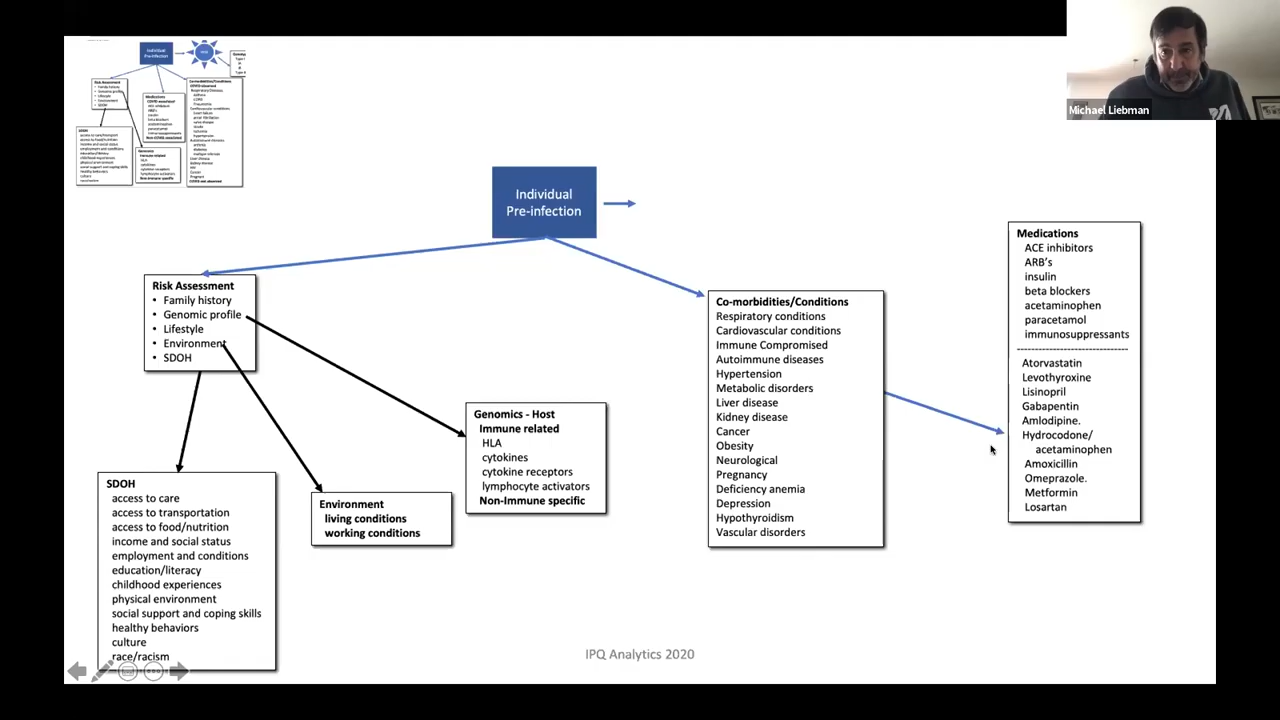 Michael Liebman
Individual
Pre-infection
Individual
Pre-infection
Risk Assessment
• Family history
• Genomic profile
• Lifestyle
• Environment
• SDOH
SDOH
access to care
access to transportation
access to food/nutrition
income and social status
employment and conditions
education/literacy
childhood experiences
physical environment
social support and coping skills
healthy behaviors
culture
race/racism
Environment
living conditions
working conditions
Genomics - Host
Immune related
HLA
cytokines
cytokine receptors
lymphocyte activators
Non-Immune specific
Co-morbidities/Conditions
Respiratory conditions
Cardiovascular conditions
Immune Compromised
Autoimmune diseases
Hypertension
Metabolic disorders
Liver disease
Kidney disease
Cancer
Obesity
Neurological
Pregnancy
Deficiency anemia
Depression
Hypothyroidism
Vascular disorders
Medications
ACE inhibitors
ARB's
insulin
beta blockers
acetaminophen
paracetamol
immunosuppressants
Atorvastatin
Levothyroxine
Lisinopril
Gabapentin
Amlodipine.
Hydrocodone/
acetaminophen
Amoxicillin
Omeprazole.
Metformin
Losartan
IPQ Analytics 2020